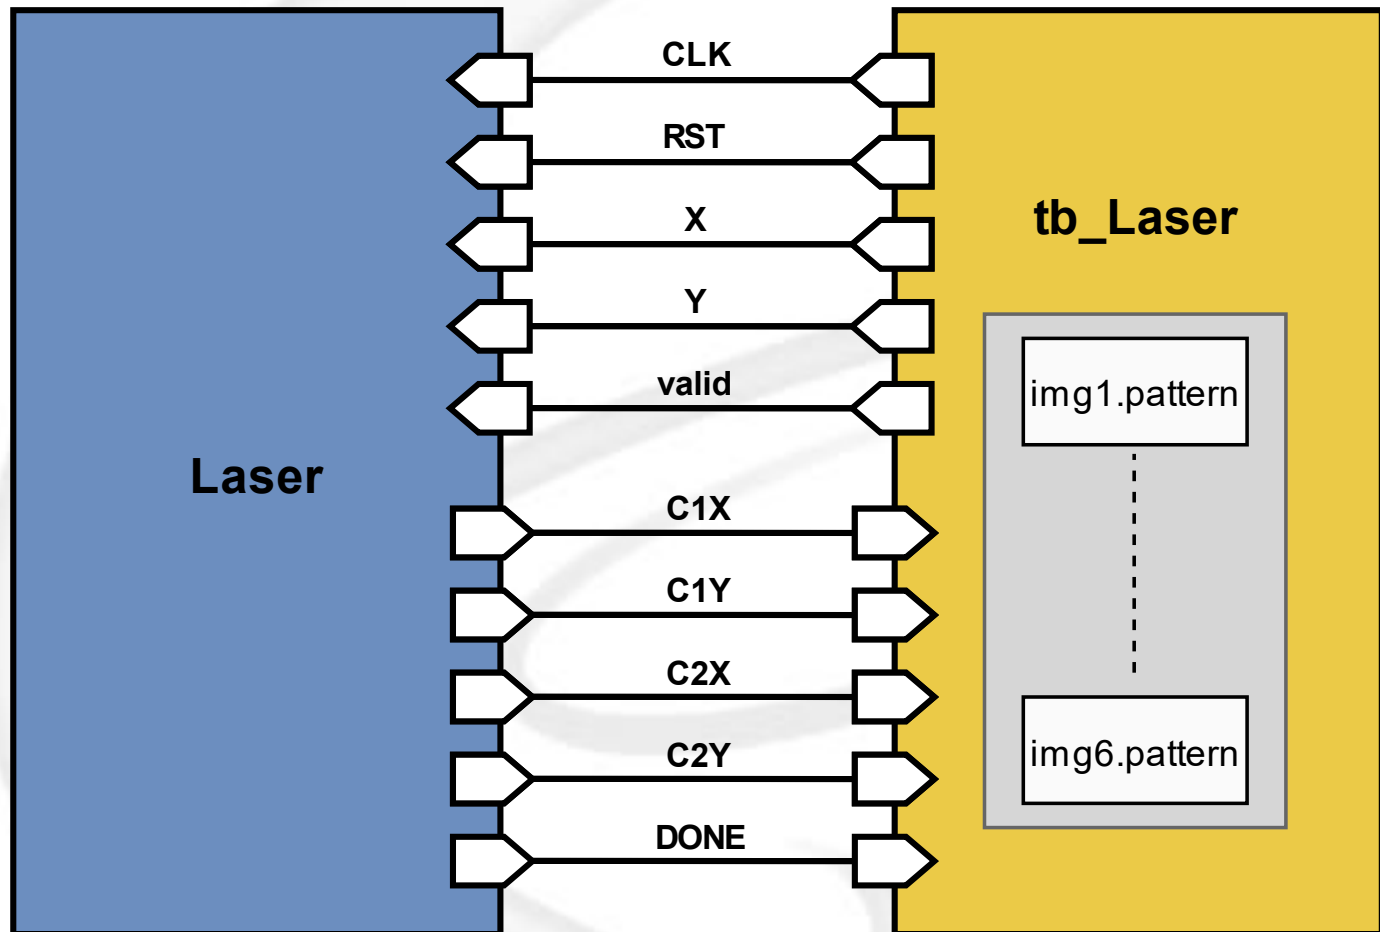 CLK
RST
X
Y
valid
C1X
C1Y
C2X
C2Y
DONE
Laser
tb_Laser
img1.pattern
img6.pattern